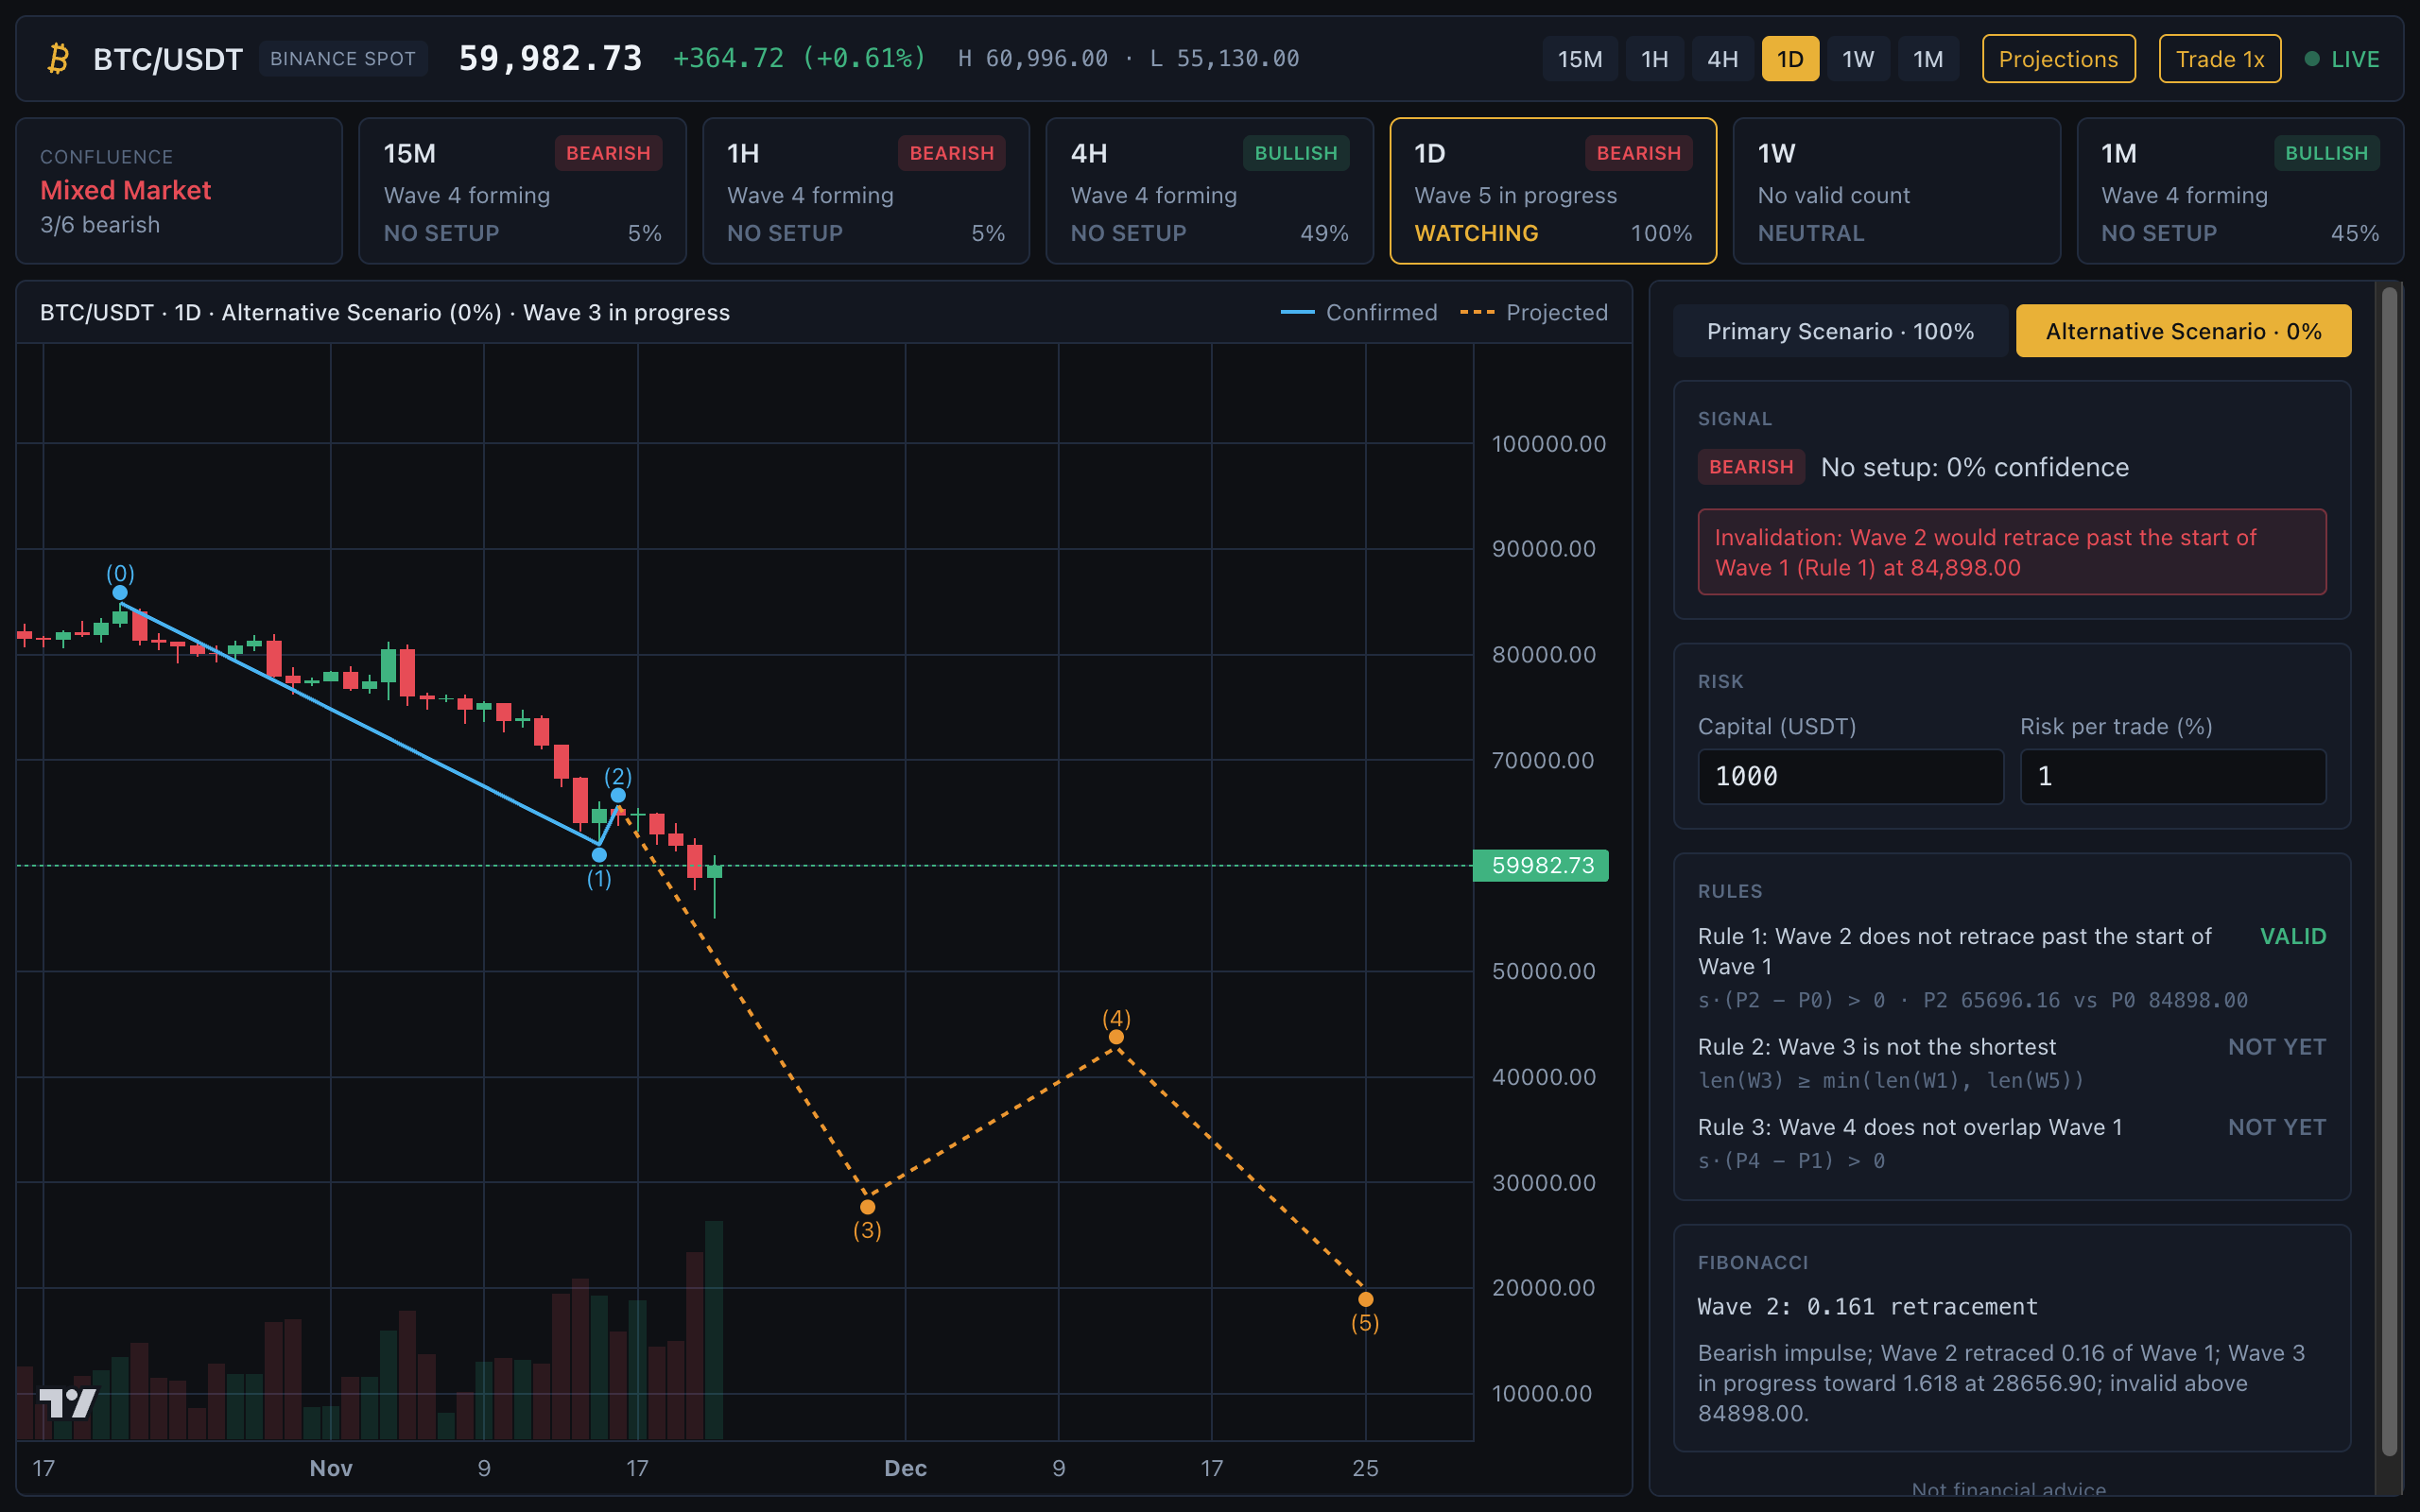 BTC/USDT BINANCE SPOT 59,982.73 +364.72 (+0.61%) H 60,996.00 · L 55,130.00 15M 1H 4H 1D 1W 1M Projections Trade 1x LIVE
CONFLUENCE
Mixed Market
3/6 bearish
15M BEARISH
Wave 4 forming
NO SETUP 5%
1H BEARISH
Wave 4 forming
NO SETUP 5%
4H BULLISH
Wave 4 forming
NO SETUP 49%
1D BEARISH
Wave 5 in progress
WATCHING 100%
1W
No valid count
NEUTRAL
1M BULLISH
Wave 4 forming
NO SETUP 45%
BTC/USDT · 1D · Alternative Scenario (0%) · Wave 3 in progress Confirmed Projected
100000.00
90000.00
80000.00
70000.00
59982.73
50000.00
40000.00
30000.00
20000.00
10000.00
(0)
(2)
(1)
(4)
(3)
(5)
17 Nov 9 17 Dec 9 17 25
Primary Scenario · 100% Alternative Scenario · 0%
SIGNAL
BEARISH No setup: 0% confidence
Invalidation: Wave 2 would retrace past the start of
Wave 1 (Rule 1) at 84,898.00
RISK
Capital (USDT) Risk per trade (%)
1000 1
RULES
Rule 1: Wave 2 does not retrace past the start of VALID
Wave 1
s·(P2 − P0) > 0 · P2 65696.16 vs P0 84898.00
Rule 2: Wave 3 is not the shortest NOT YET
len(W3) ≥ min(len(W1), len(W5))
Rule 3: Wave 4 does not overlap Wave 1 NOT YET
s·(P4 − P1) > 0
FIBONACCI
Wave 2: 0.161 retracement
Bearish impulse; Wave 2 retraced 0.16 of Wave 1; Wave 3
in progress toward 1.618 at 28656.90; invalid above
84898.00.
Not financial advice